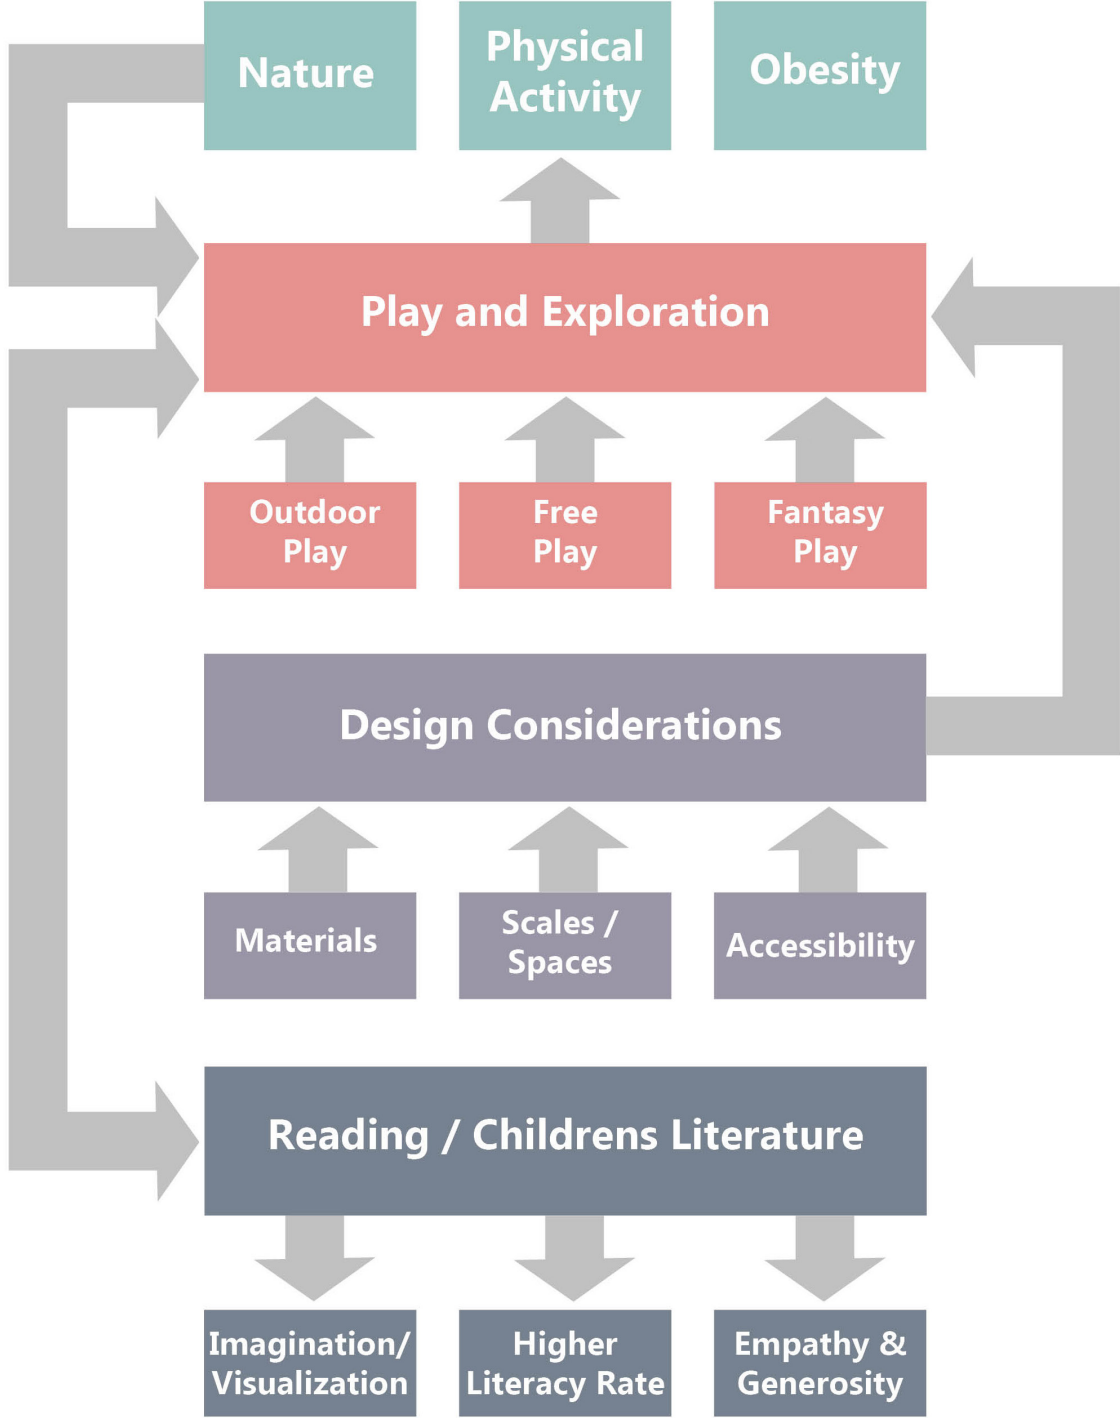 Nature
Physical
Activity
Obesity
Play and Exploration
Outdoor
Play
Free
Play
Fantasy
Play
Design Considerations
Materials
Scales /
Spaces
Accessibility
Reading / Childrens Literature
Imagination/
Visualization
Higher
Literacy Rate
Empathy &
Generosity